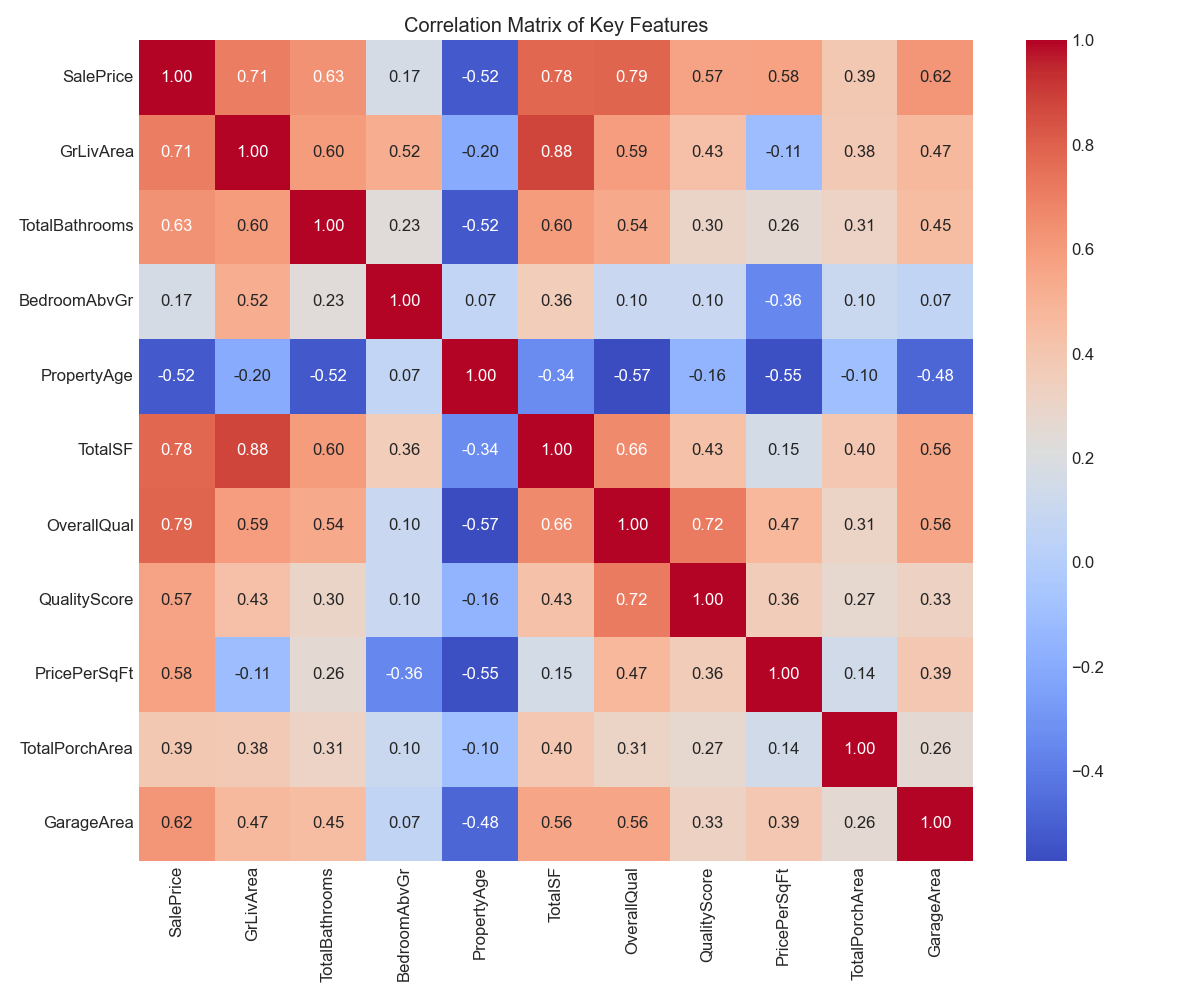 Correlation Matrix of Key Features
SalePrice 1.00 0.71 0.63 0.17 -0.52 0.78 0.79 0.57 0.58 0.39 0.62
GrLivArea 0.71 1.00 0.60 0.52 -0.20 0.88 0.59 0.43 -0.11 0.38 0.47
TotalBathrooms 0.63 0.60 1.00 0.23 -0.52 0.60 0.54 0.30 0.26 0.31 0.45
BedroomAbvGr 0.17 0.52 0.23 1.00 0.07 0.36 0.10 0.10 -0.36 0.10 0.07
PropertyAge -0.52 -0.20 -0.52 0.07 1.00 -0.34 -0.57 -0.16 -0.55 -0.10 -0.48
TotalSF 0.78 0.88 0.60 0.36 -0.34 1.00 0.66 0.43 0.15 0.40 0.56
OverallQual 0.79 0.59 0.54 0.10 -0.57 0.66 1.00 0.72 0.47 0.31 0.56
QualityScore 0.57 0.43 0.30 0.10 -0.16 0.43 0.72 1.00 0.36 0.27 0.33
PricePerSqFt 0.58 -0.11 0.26 -0.36 -0.55 0.15 0.47 0.36 1.00 0.14 0.39
TotalPorchArea 0.39 0.38 0.31 0.10 -0.10 0.40 0.31 0.27 0.14 1.00 0.26
GarageArea 0.62 0.47 0.45 0.07 -0.48 0.56 0.56 0.33 0.39 0.26 1.00
SalePrice
GrLivArea
TotalBathrooms
BedroomAbvGr
PropertyAge
TotalSF
OverallQual
QualityScore
PricePerSqFt
TotalPorchArea
GarageArea
1.0
0.8
0.6
0.4
0.2
0.0
−0.2
−0.4